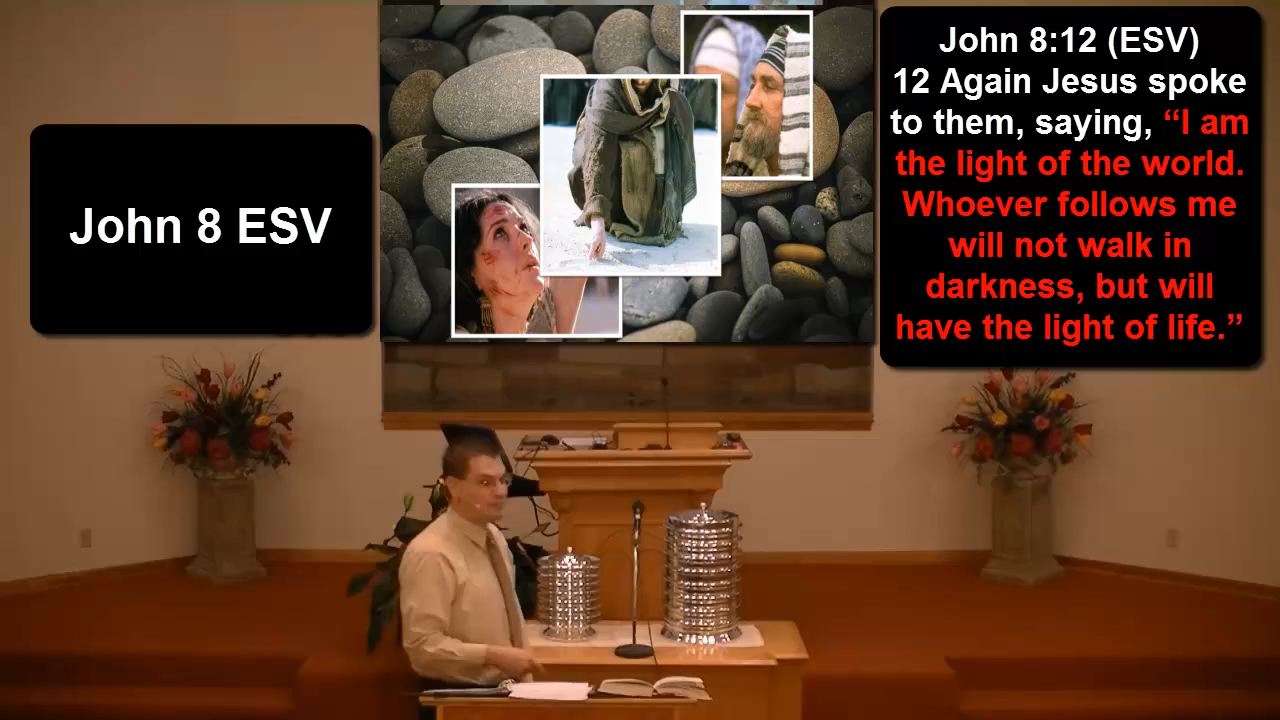 John 8 ESV
John 8:12 (ESV)
12 Again Jesus spoke
to them, saying, “I am
the light of the world.
Whoever follows me
will not walk in
darkness, but will
have the light of life.”